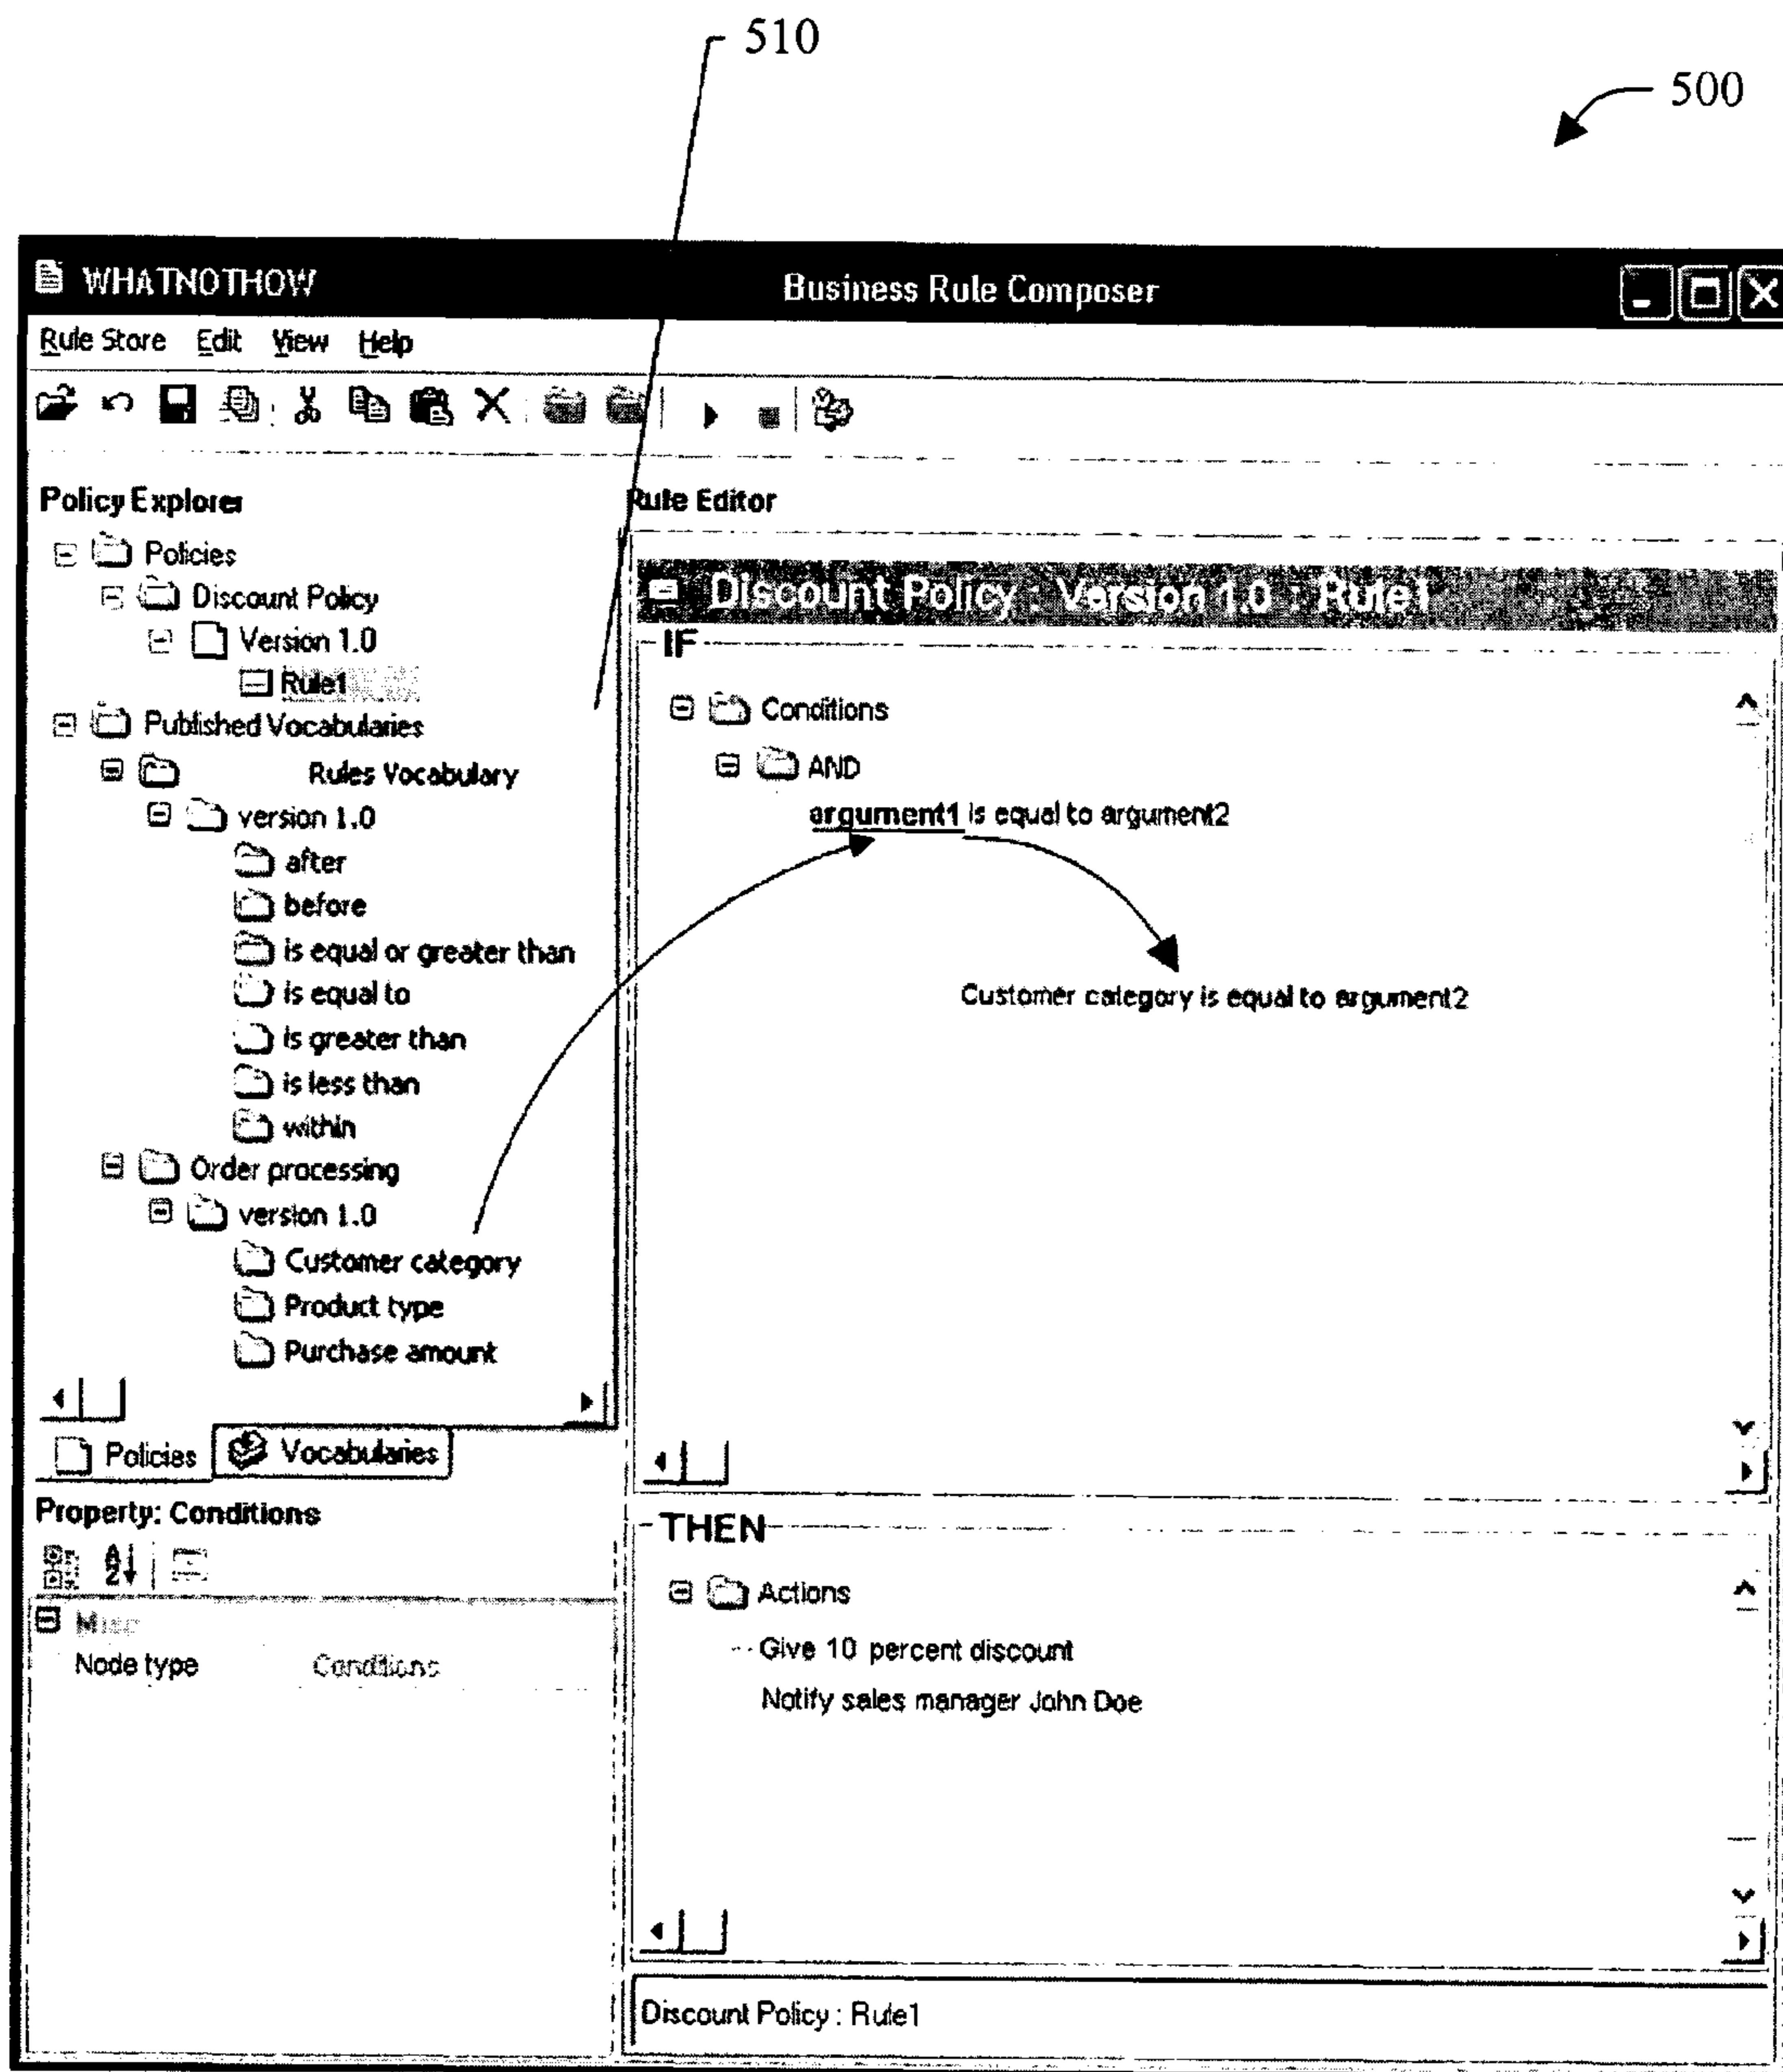 510
500
WHATNOTHOW Business Rule Composer
Rule Store Edit View Help
Policy Explorer
Policies
Discount Policy
Version 1.0
Rule1
Published Vocabularies
Rules Vocabulary
version 1.0
after
before
is equal or greater than
is equal to
is greater than
is less than
within
Order processing
version 1.0
Customer category
Product type
Purchase amount
Policies Vocabularies
Property: Conditions
Misc
Node type Conditions
Rule Editor
Discount Policy : Version 1.0 : Rule1
IF
Conditions
AND
argument1 is equal to argument2
Customer category is equal to argument2
THEN
Actions
Give 10 percent discount
Notify sales manager John Doe
Discount Policy : Rule1